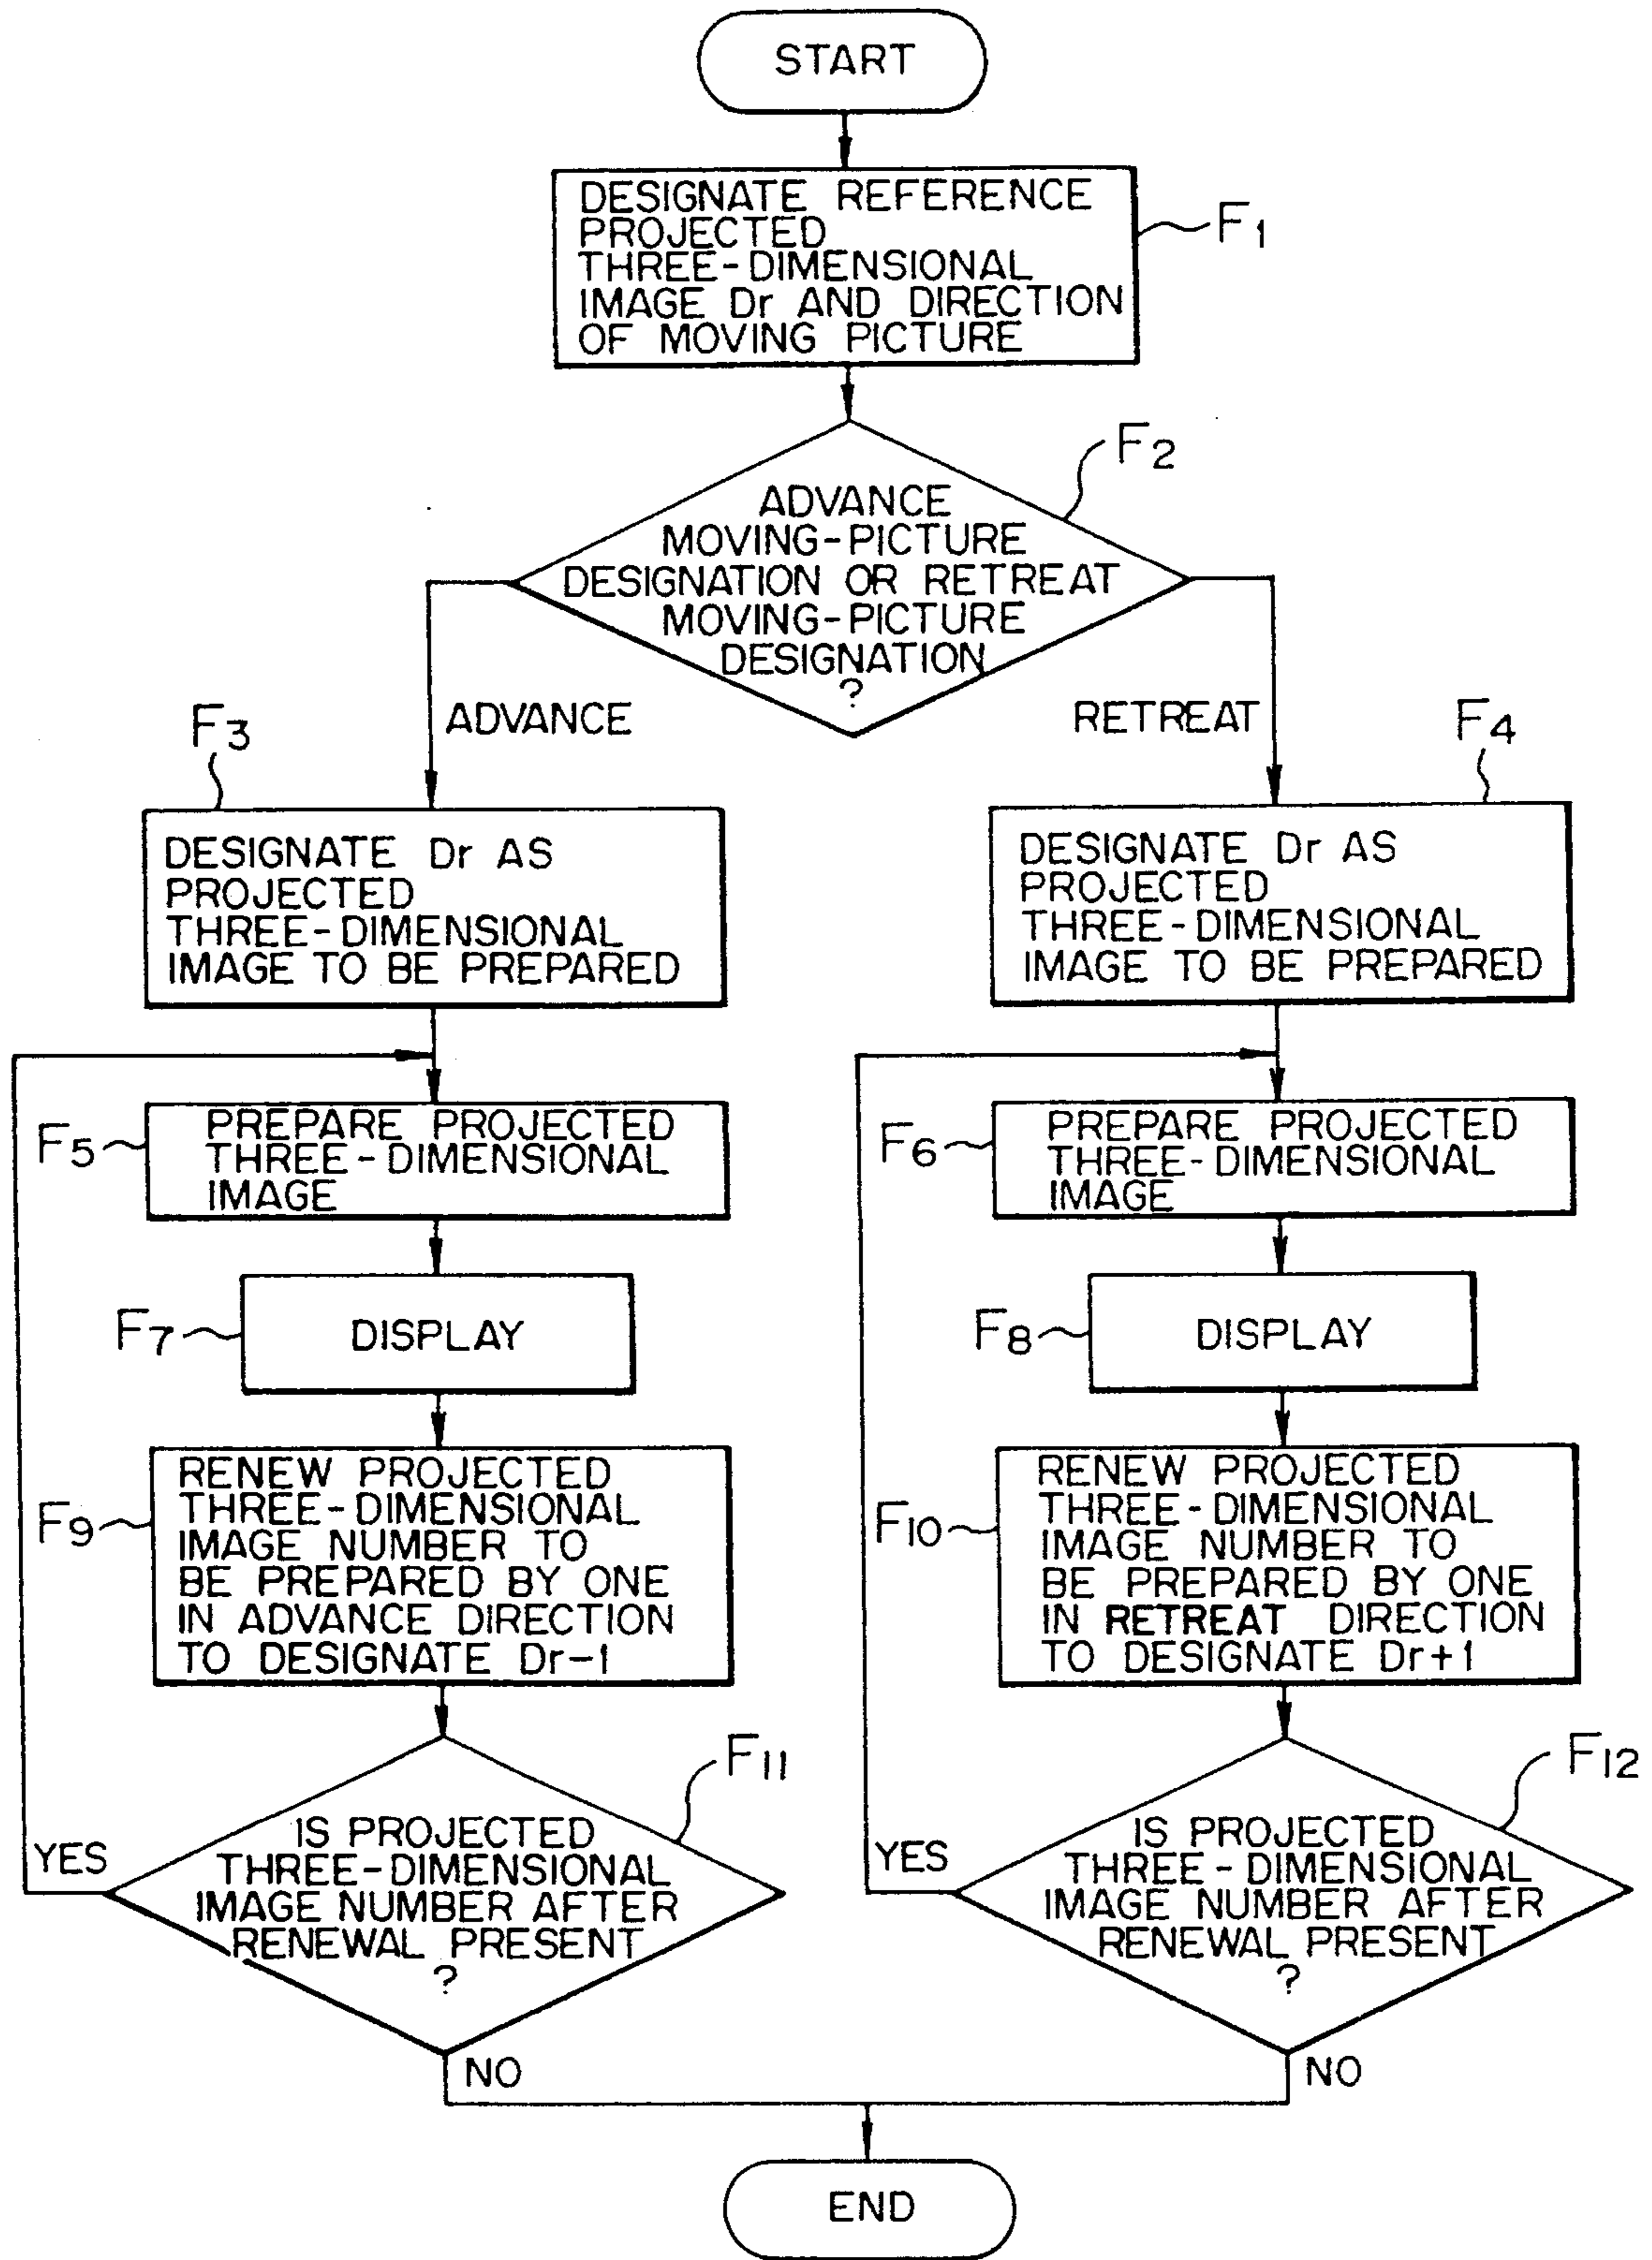 START
DESIGNATE REFERENCE
PROJECTED
THREE-DIMENSIONAL
IMAGE Dr AND DIRECTION
OF MOVING PICTURE
F1
F2
ADVANCE
MOVING-PICTURE
DESIGNATION OR RETREAT
MOVING-PICTURE
DESIGNATION
?
ADVANCE
RETREAT
F3
DESIGNATE Dr AS
PROJECTED
THREE-DIMENSIONAL
IMAGE TO BE PREPARED
F4
DESIGNATE Dr AS
PROJECTED
THREE-DIMENSIONAL
IMAGE TO BE PREPARED
F5
PREPARE PROJECTED
THREE-DIMENSIONAL
IMAGE
F6
PREPARE PROJECTED
THREE-DIMENSIONAL
IMAGE
F7
DISPLAY
F8
DISPLAY
F9
RENEW PROJECTED
THREE-DIMENSIONAL
IMAGE NUMBER TO
BE PREPARED BY ONE
IN ADVANCE DIRECTION
TO DESIGNATE Dr-1
F10
RENEW PROJECTED
THREE-DIMENSIONAL
IMAGE NUMBER TO
BE PREPARED BY ONE
IN RETREAT DIRECTION
TO DESIGNATE Dr+1
F11
IS PROJECTED
THREE-DIMENSIONAL
IMAGE NUMBER AFTER
RENEWAL PRESENT
?
YES
NO
F12
IS PROJECTED
THREE-DIMENSIONAL
IMAGE NUMBER AFTER
RENEWAL PRESENT
?
YES
NO
END